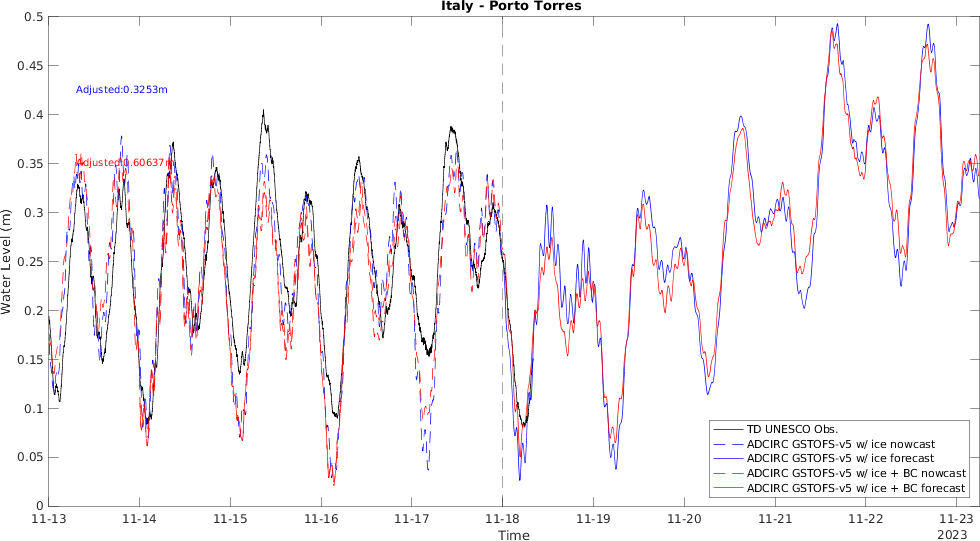 Italy - Porto Torres
Water Level (m)
0.5
0.45
0.4
0.35
0.3
0.25
0.2
0.15
0.1
0.05
0
Adjusted:0.3253m
Adjusted:0.60637m
TD UNESCO Obs.
ADCIRC GSTOFS-v5 w/ ice nowcast
ADCIRC GSTOFS-v5 w/ ice forecast
ADCIRC GSTOFS-v5 w/ ice + BC nowcast
ADCIRC GSTOFS-v5 w/ ice + BC forecast
11-13 11-14 11-15 11-16 11-17 11-18 11-19 11-20 11-21 11-22 11-23
Time
2023